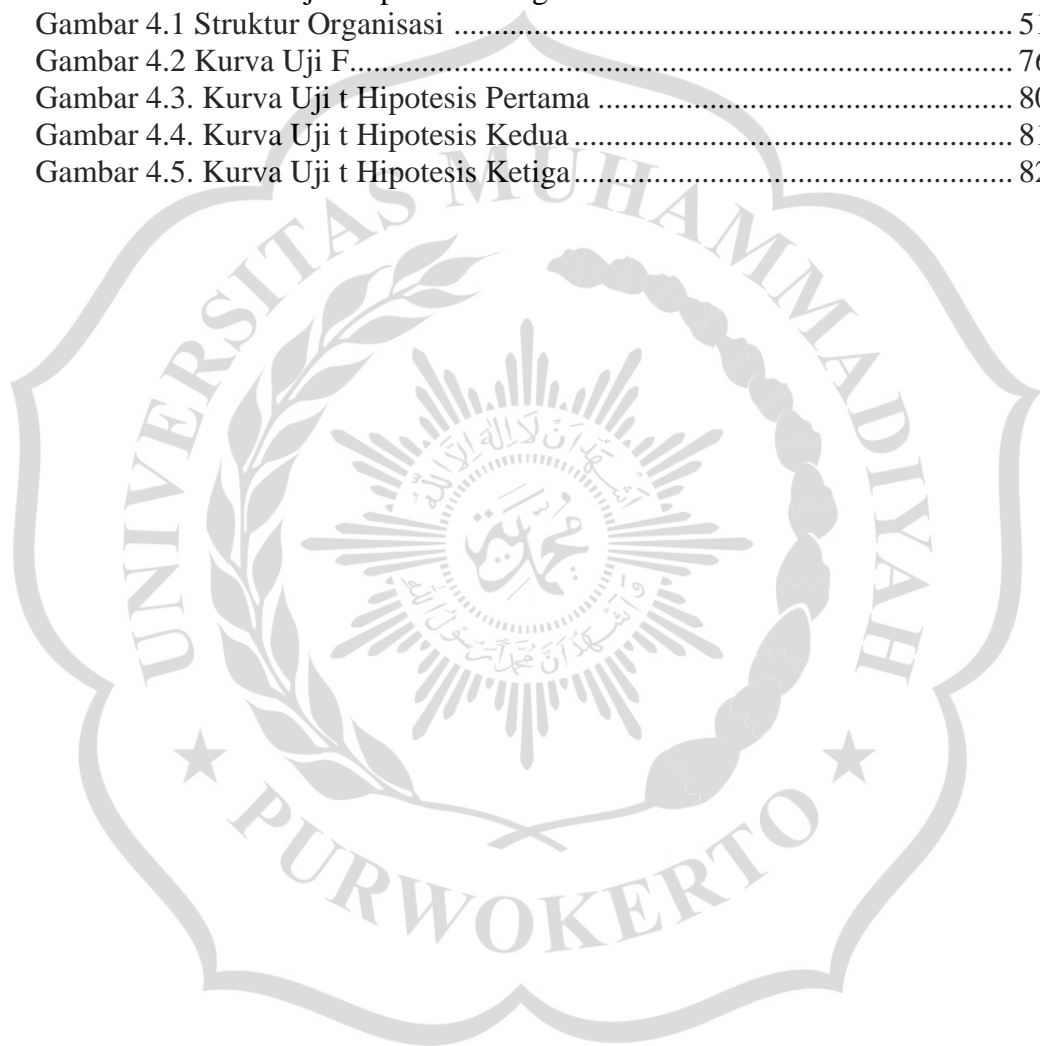 Gambar 4.1 Struktur Organisasi .................................................................................. 51
Gambar 4.2 Kurva Uji F................................................................................................. 76
Gambar 4.3. Kurva Uji t Hipotesis Pertama ............................................................. 80
Gambar 4.4. Kurva Uji t Hipotesis Kedua ................................................................ 81
Gambar 4.5. Kurva Uji t Hipotesis Ketiga ................................................................ 82
UNIVERSITAS MUHAMMADIYAH
اَشْهَدُ اَنْ لَا اِلٰهَ اِلَّا اللّٰهُ
مُحَمَّدِيَّة
وَاَشْهَدُ اَنَّ مُحَمَّدًا رَسُوْلُ اللّٰهِ
PURWOKERTO